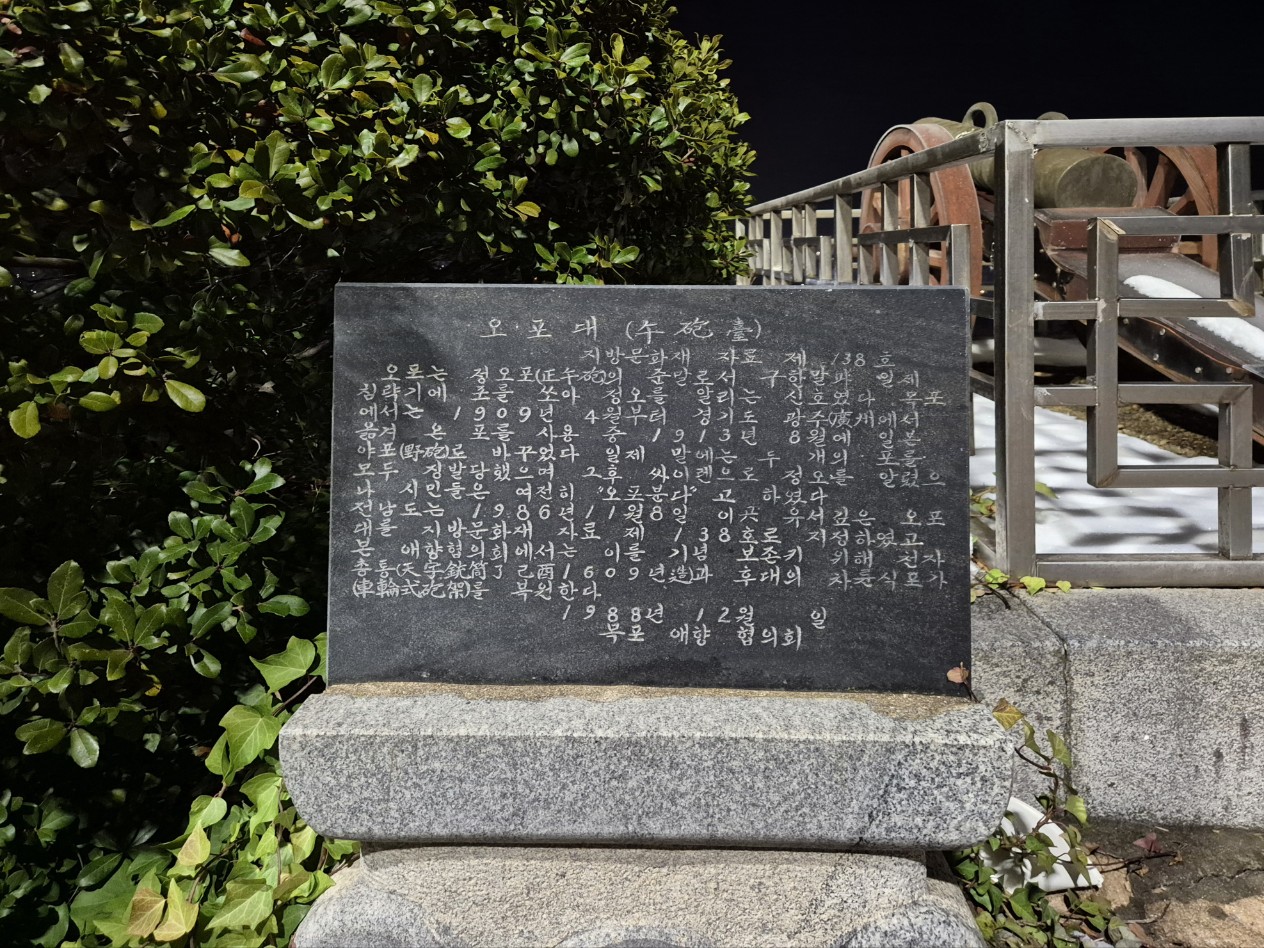 오포대 (午砲臺)
지방문화재 자료 제 138 호
오포는 정오포(正午砲)의 준말로서 구한말과 일제
침략기에 포를 쏘아 정오를 알리는 신호였다 목포
에서는 1909년 4월부터 경기도 광주(廣州)에서
옮겨 온 포를 사용 중 1913년 8월에 일본
야포(野砲)로 바꾸었다 일제 말에는 두 개의 포를
모두 징발당했으며 그후 싸이렌으로 정오를 알렸으
나 시민들은 여전히 "오포분다" 고 하였다
전남도는 1986년 11월8일 이곳 유서깊은 오포
대를 지방문화재 자료 제 138호로 지정하였고
본 애향협의회에서는 이를 기념 보존키 위해 천자
총통(天字銃筒了己酉1609년造)과 후대의 차륜식포가
(車輪式砲架)를 복원한다.
1988년 12월 일
목포 애향 협의회